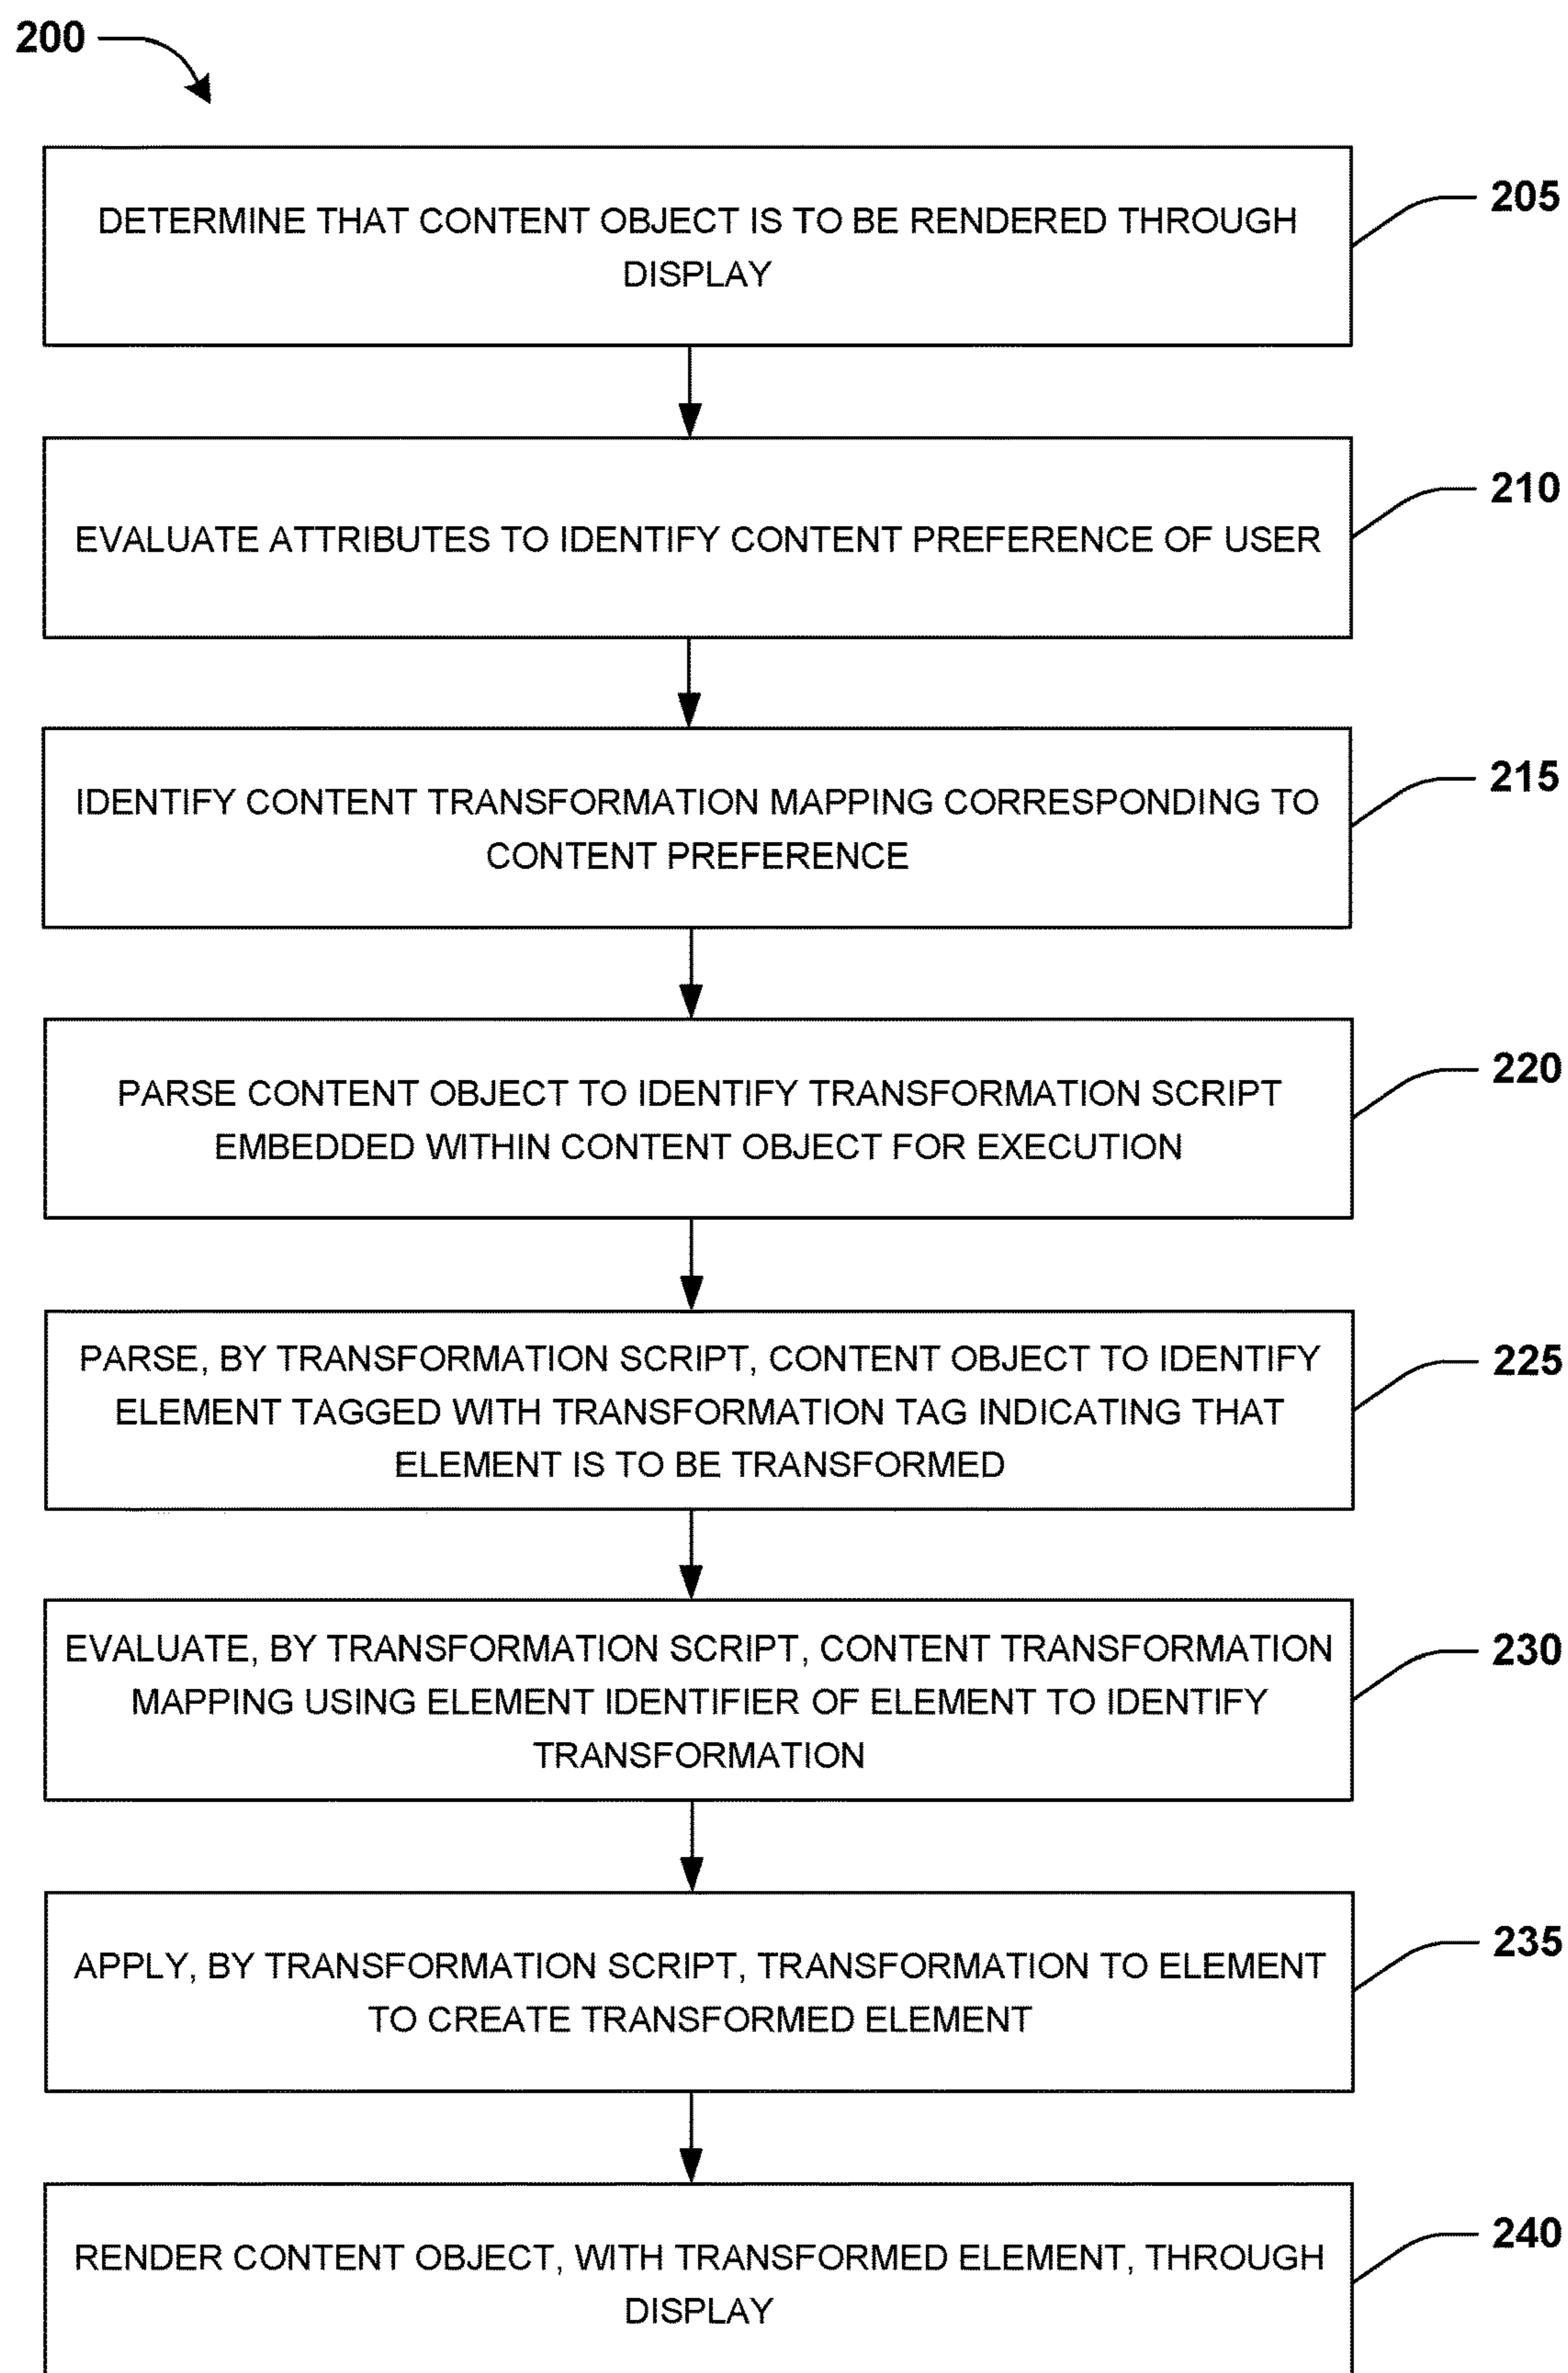 200
DETERMINE THAT CONTENT OBJECT IS TO BE RENDERED THROUGH
DISPLAY
205
EVALUATE ATTRIBUTES TO IDENTIFY CONTENT PREFERENCE OF USER
210
IDENTIFY CONTENT TRANSFORMATION MAPPING CORRESPONDING TO
CONTENT PREFERENCE
215
PARSE CONTENT OBJECT TO IDENTIFY TRANSFORMATION SCRIPT
EMBEDDED WITHIN CONTENT OBJECT FOR EXECUTION
220
PARSE, BY TRANSFORMATION SCRIPT, CONTENT OBJECT TO IDENTIFY
ELEMENT TAGGED WITH TRANSFORMATION TAG INDICATING THAT
ELEMENT IS TO BE TRANSFORMED
225
EVALUATE, BY TRANSFORMATION SCRIPT, CONTENT TRANSFORMATION
MAPPING USING ELEMENT IDENTIFIER OF ELEMENT TO IDENTIFY
TRANSFORMATION
230
APPLY, BY TRANSFORMATION SCRIPT, TRANSFORMATION TO ELEMENT
TO CREATE TRANSFORMED ELEMENT
235
RENDER CONTENT OBJECT, WITH TRANSFORMED ELEMENT, THROUGH
DISPLAY
240